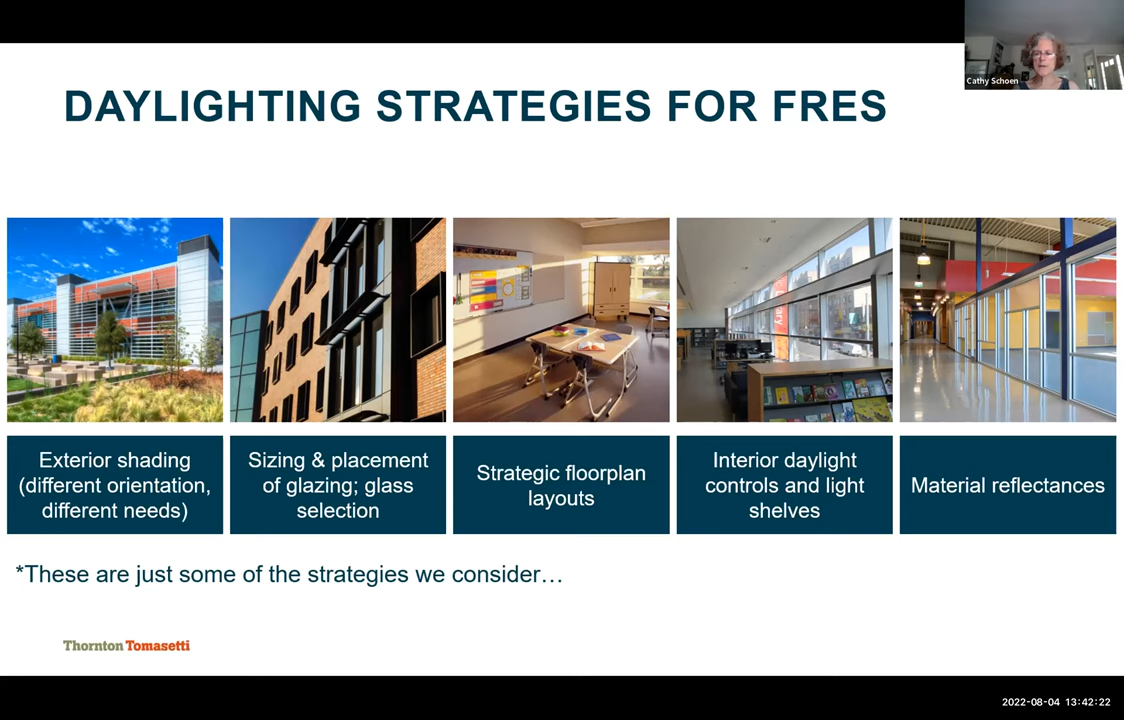 Cathy Schoen
DAYLIGHTING STRATEGIES FOR FRES
Exterior shading
(different orientation,
different needs)
Sizing & placement
of glazing; glass
selection
Strategic floorplan
layouts
Interior daylight
controls and light
shelves
Material reflectances
*These are just some of the strategies we consider…
Thornton Tomasetti
2022-08-04 13:42:22